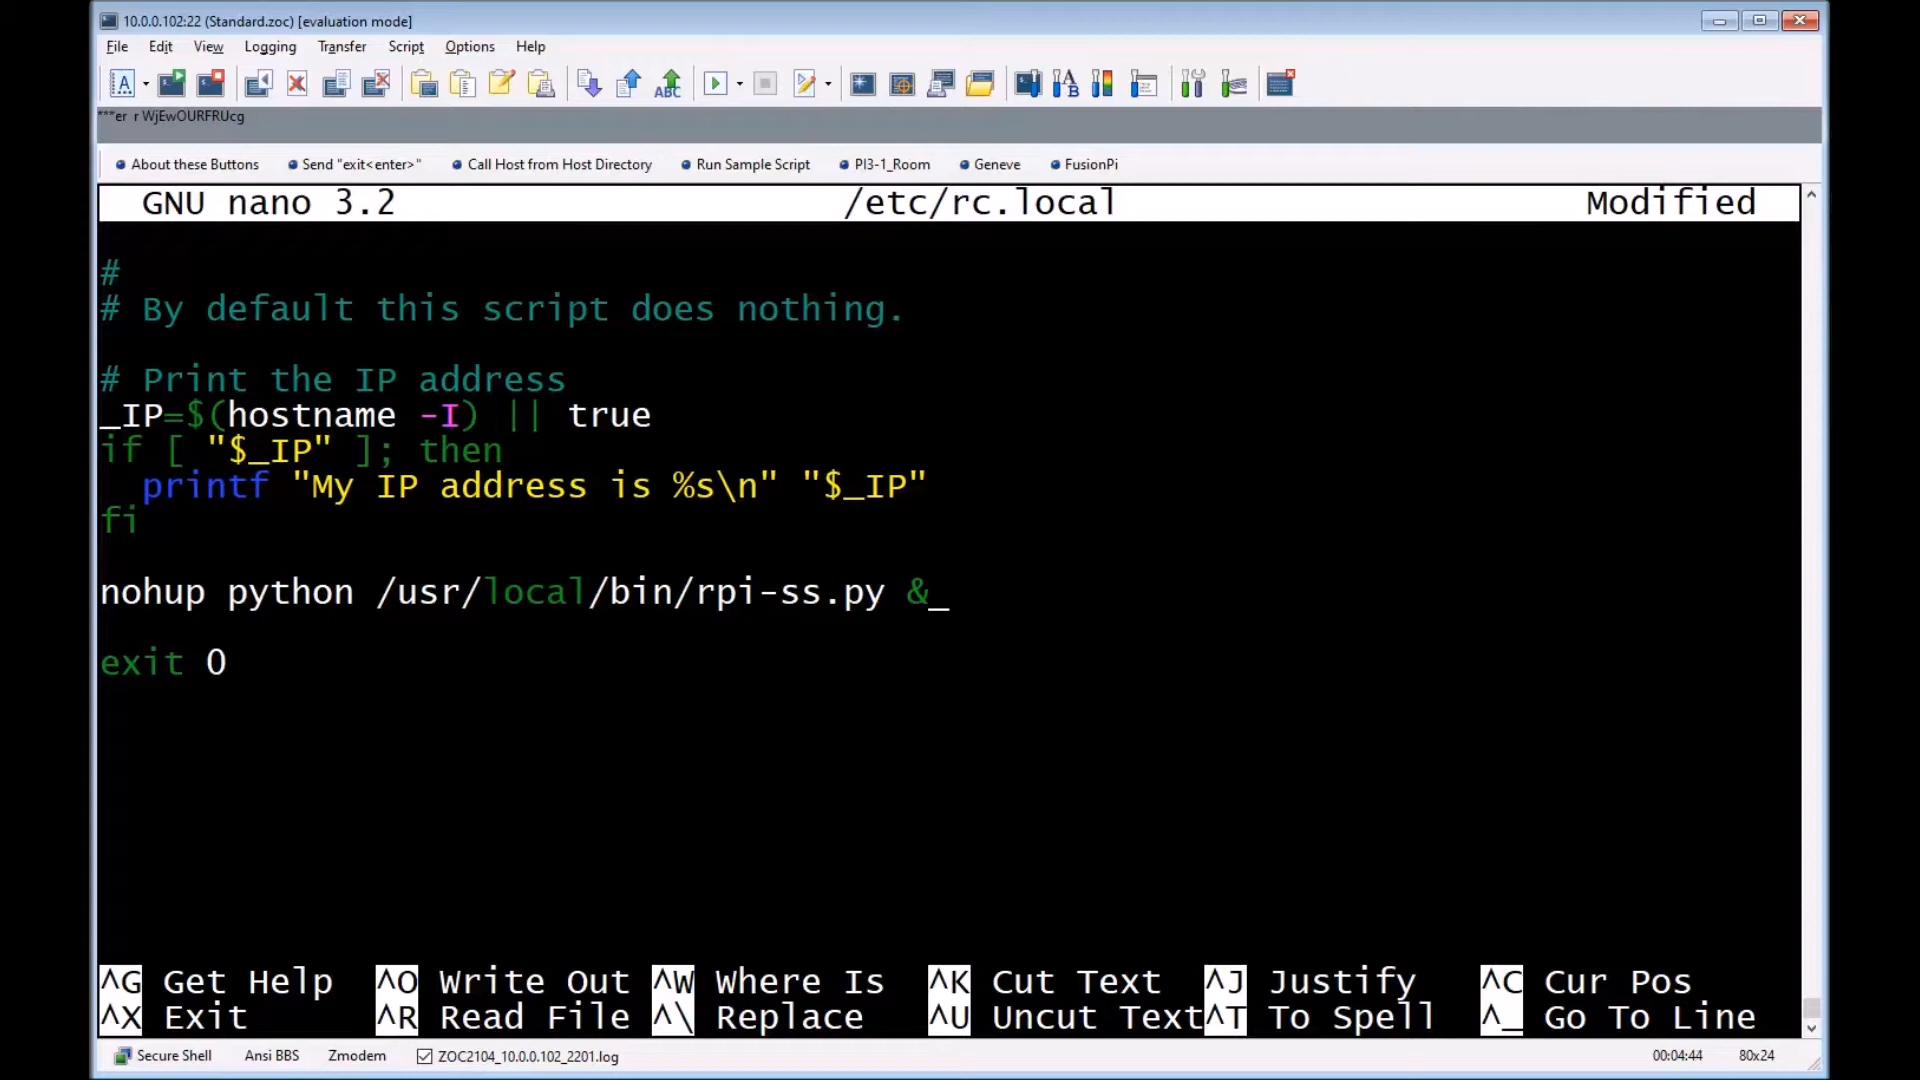 10.0.0.102:22 (Standard.zoc) [evaluation mode]
File Edit View Logging Transfer Script Options Help
***er r WjEwOURFRUcg
About these Buttons Send "exit<enter>" Call Host from Host Directory Run Sample Script PI3-1_Room Geneve FusionPi
GNU nano 3.2 /etc/rc.local Modified
#
# By default this script does nothing.
# Print the IP address
_IP=$(hostname -I) || true
if [ "$_IP" ]; then
printf "My IP address is %s\n" "$_IP"
fi
nohup python /usr/local/bin/rpi-ss.py &_
exit 0
^G Get Help ^O Write Out ^W Where Is ^K Cut Text ^J Justify ^C Cur Pos
^X Exit ^R Read File ^\ Replace ^U Uncut Text ^T To Spell ^_ Go To Line
Secure Shell Ansi BBS Zmodem ZOC2104_10.0.0.102_2201.log 00:04:44 80x24